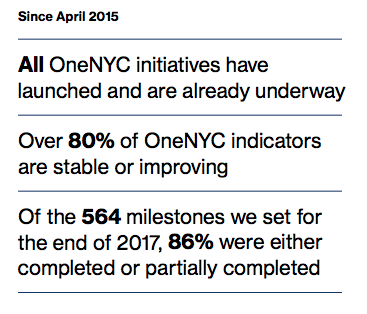 Since April 2015
All OneNYC initiatives have
launched and are already underway
Over 80% of OneNYC indicators
are stable or improving
Of the 564 milestones we set for
the end of 2017, 86% were either
completed or partially completed